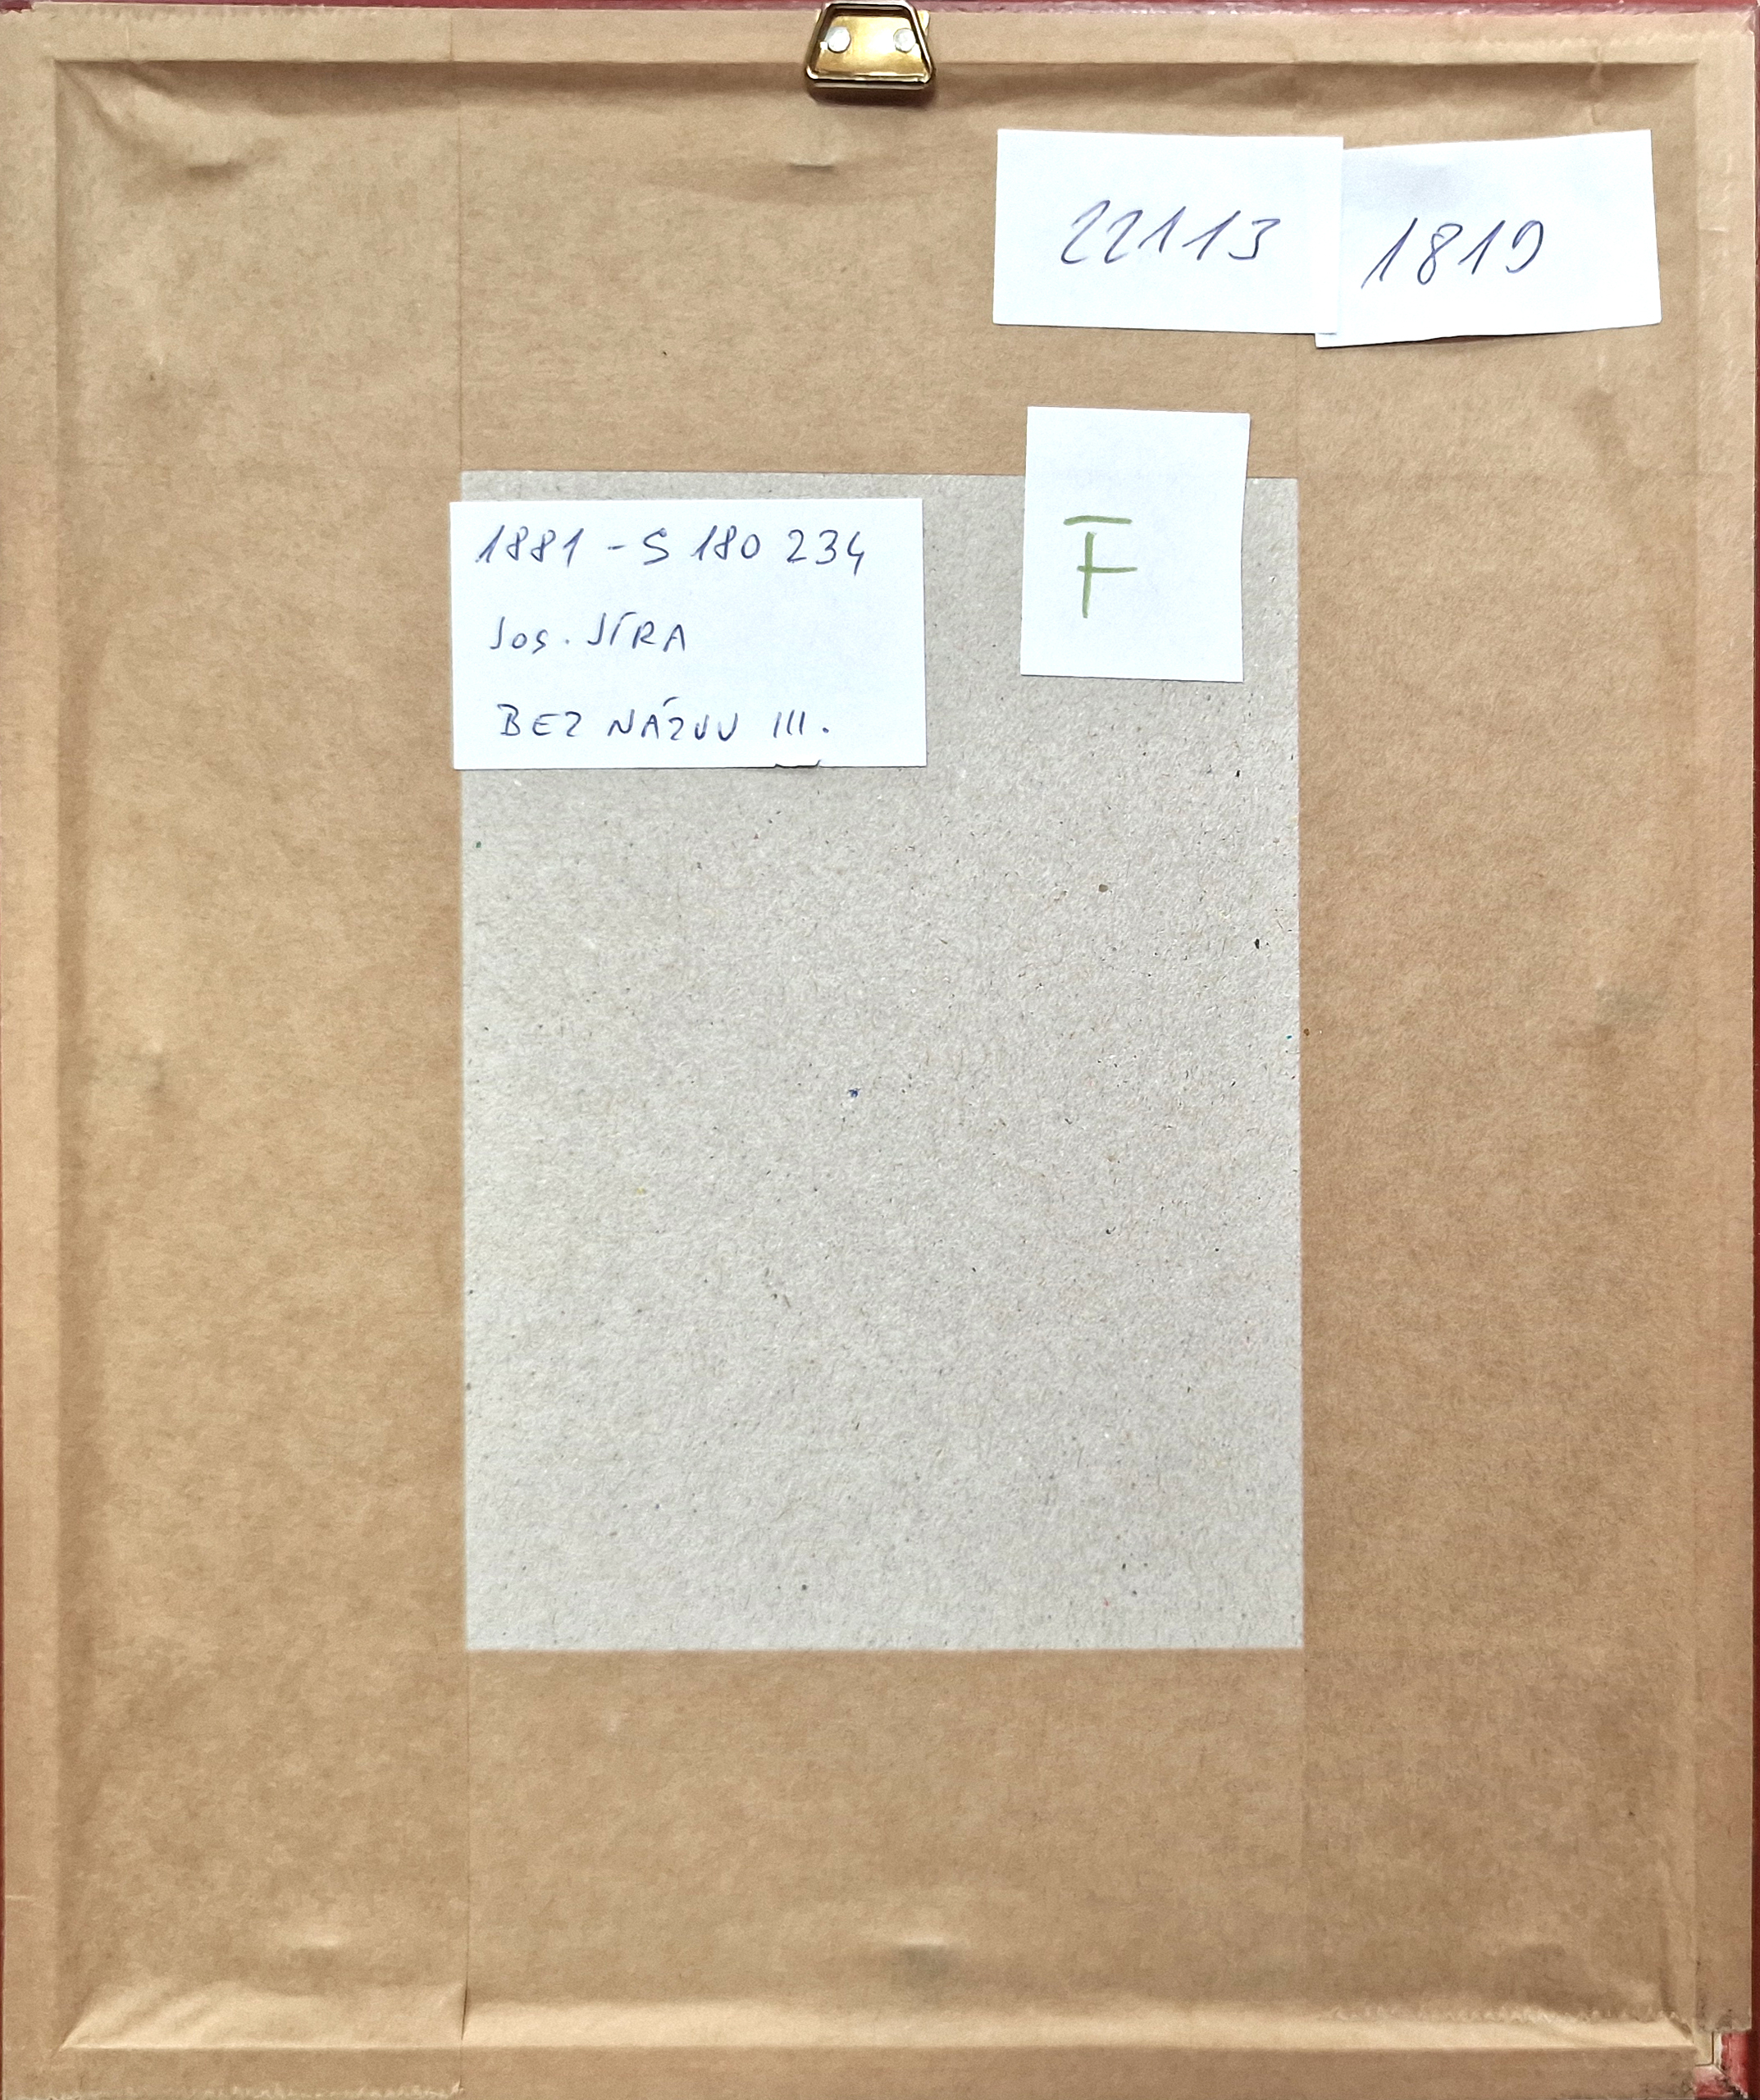 22113
1819
F
1881 - S 180 234
Jos. JÍRA
BEZ NÁZVU III.